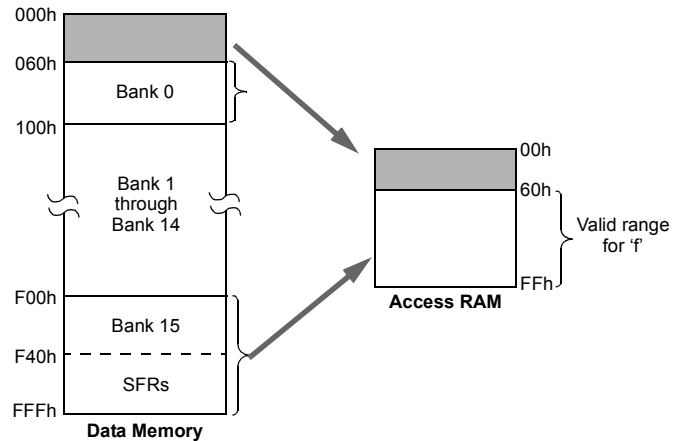 000h
060h
Bank 0
100h
Bank 1
through
Bank 14
F00h
Bank 15
F40h
SFRs
FFFh
Data Memory
00h
60h
Valid range
for ‘f’
FFh
Access RAM